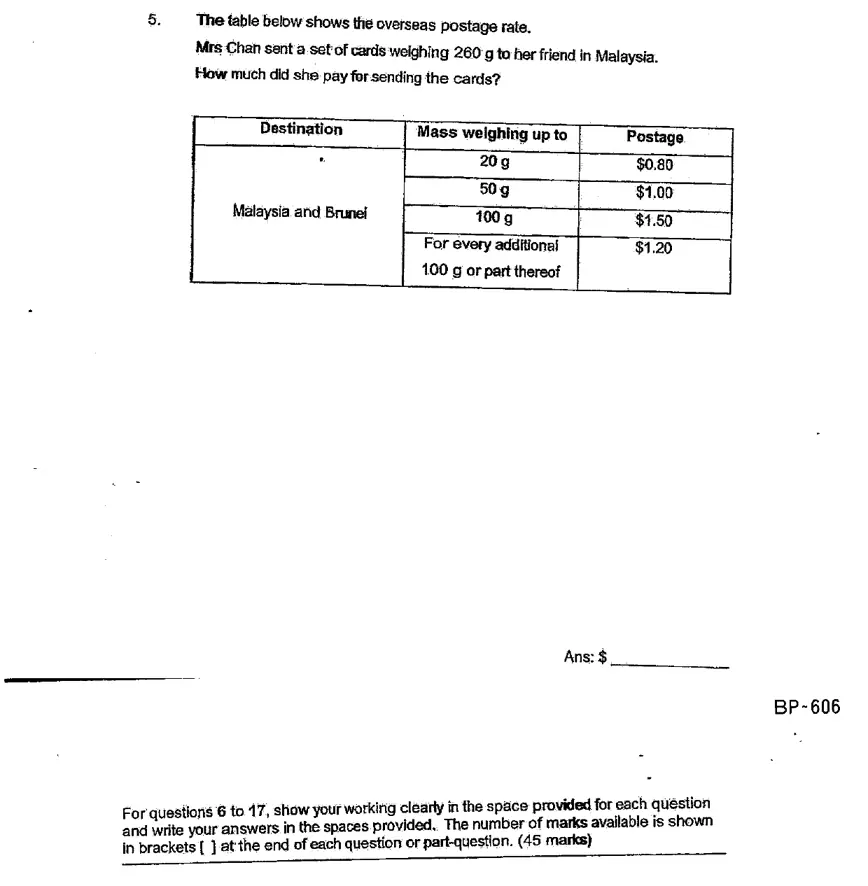 5. The table below shows the overseas postage rate.
Mrs Chan sent a set of cards weighing 260 g to her friend in Malaysia.
How much did she pay for sending the cards?
Destination Mass weighing up to Postage
20 g $0.80
50 g $1.00
Malaysia and Brunei 100 g $1.50
For every additional $1.20
100 g or part thereof
Ans: $
BP-606
For questions 6 to 17, show your working clearly in the space provided for each question
and write your answers in the spaces provided. The number of marks available is shown
in brackets [ ] at the end of each question or part-question. (45 marks)